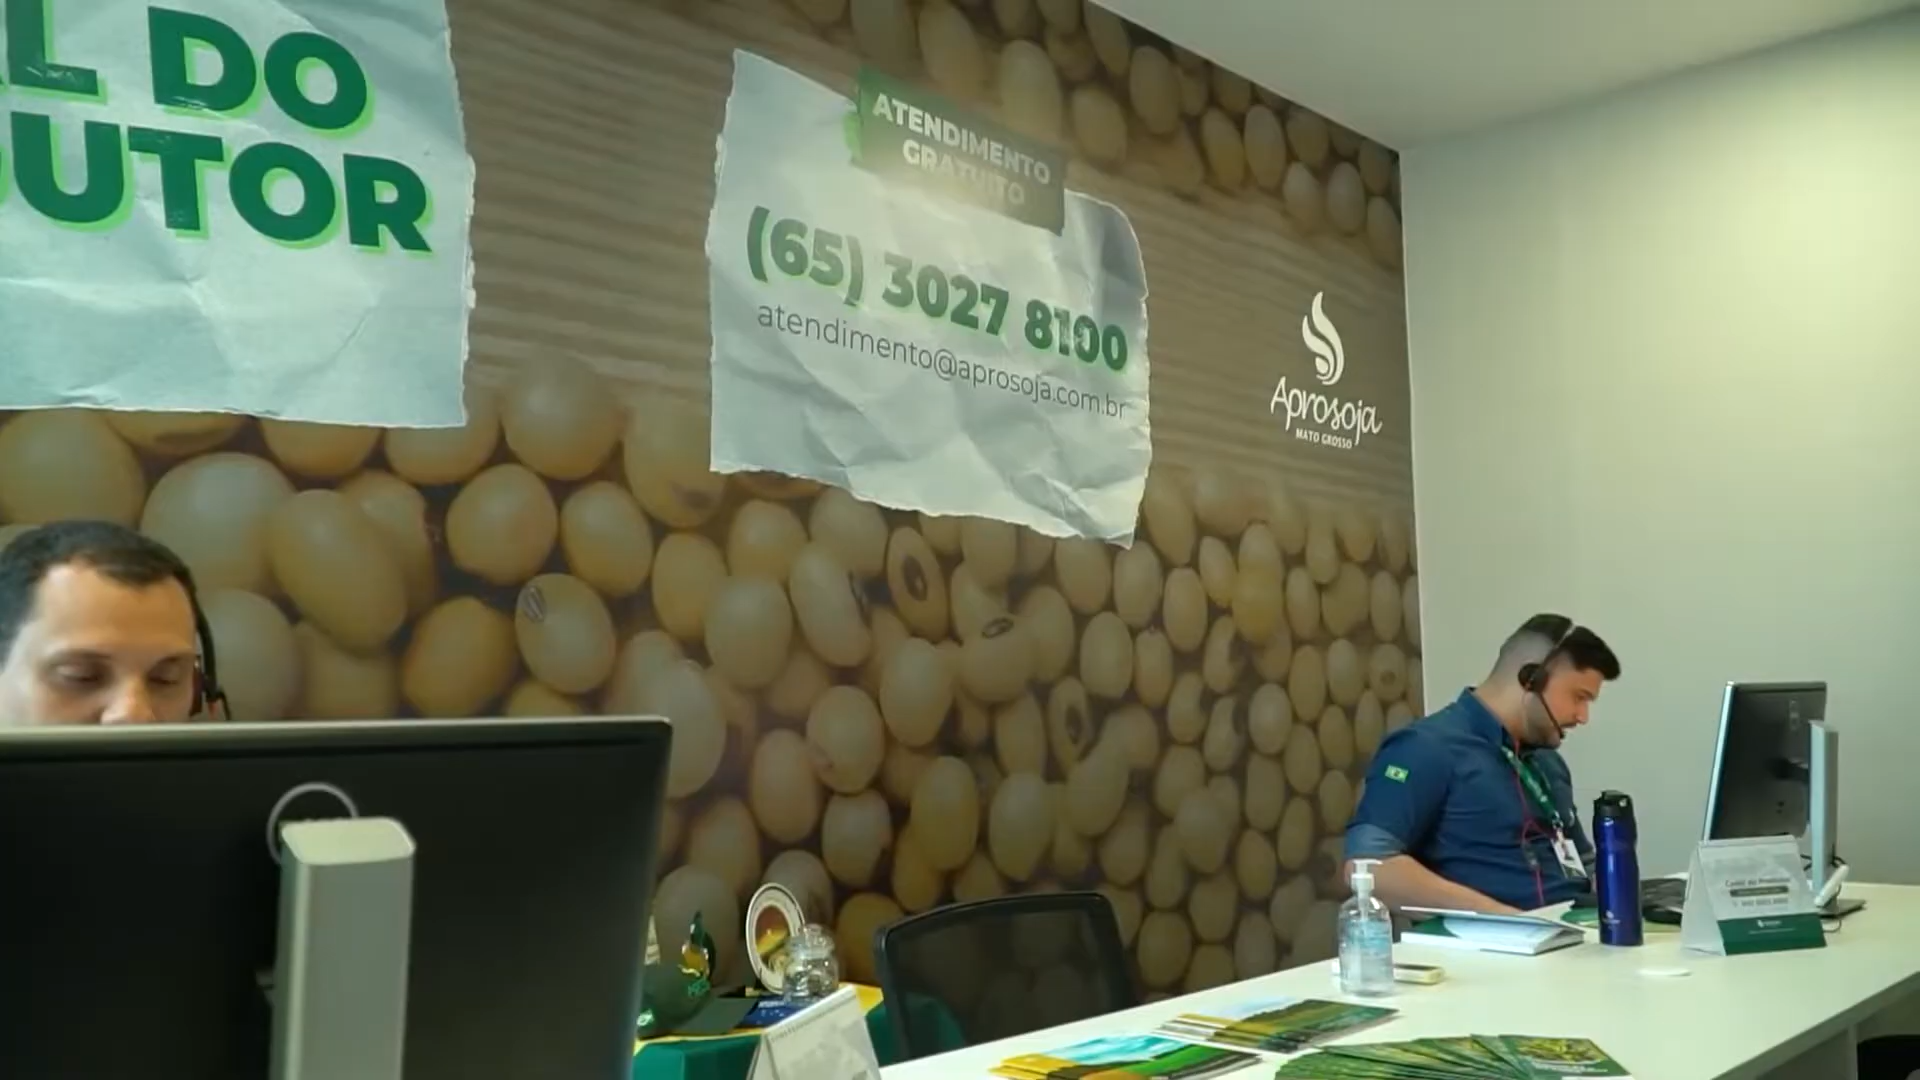 L DO
UTOR
ATENDIMENTO
GRATUITO
(65) 3027 8100
atendimento@aprosoja.com.br
Aprosoja
MATO GROSSO